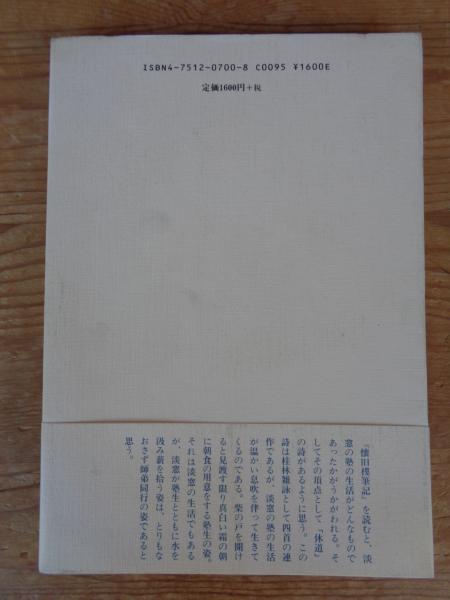 ISBN4-7512-0700-8 C0095 ¥1600E
定価1600円+税
『懐旧楼筆記』を読むと、淡
窓の塾の生活がどんなもので
あったかがうかがわれる。そ
してその頂点として「休道」
の詩があるように思う。この
詩は桂林雑詠として四首の連
作であるが、淡窓の塾の生活
が温かい息吹を伴って生きて
くるのである。柴の戸を開け
ると見渡す限り真白い霜の朝
に朝食の用意をする塾生の姿。
それは淡窓の生活でもある
が、淡窓が塾生とともに水を
汲み薪を拾う姿は、とりもな
おさず師弟同行の姿であると
思う。